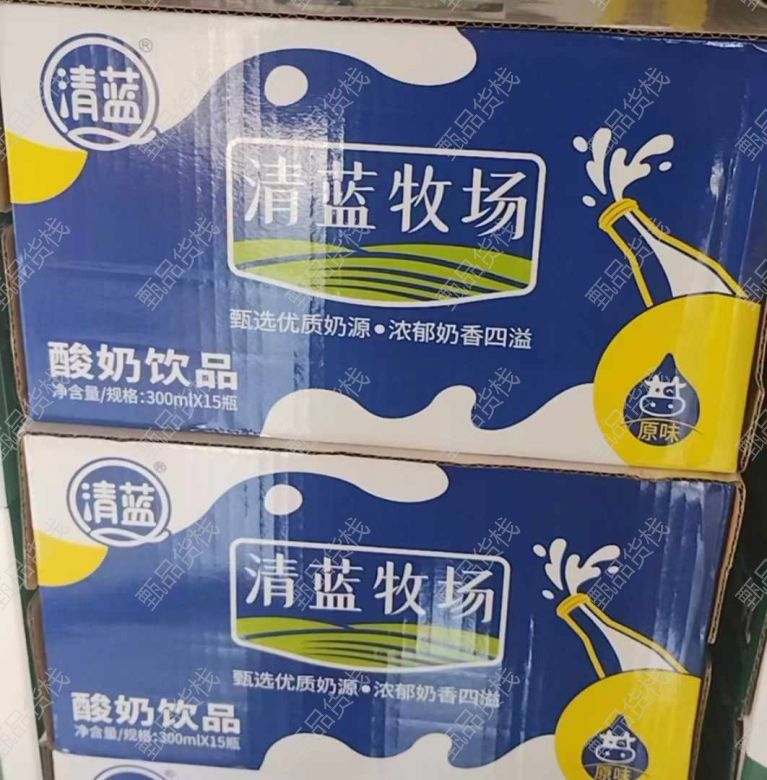 清蓝®
清蓝牧场
甄选优质奶源•浓郁奶香四溢
酸奶饮品
净含量/规格:300mlX15瓶
原味
清蓝®
清蓝牧场
甄选优质奶源•浓郁奶香四溢
酸奶饮品
净含量/规格:300mlX15瓶
原味
清蓝
甄品货栈